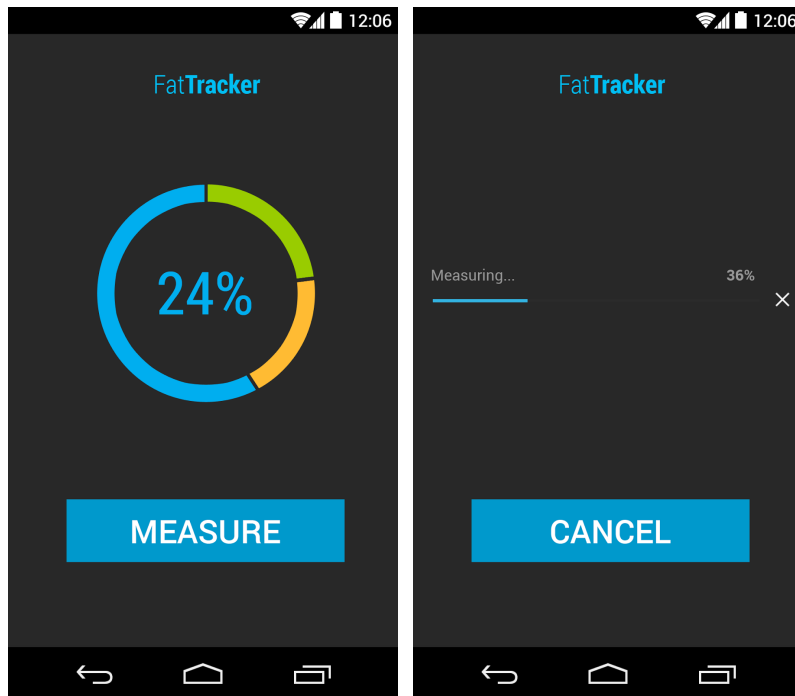 12:06
FatTracker
24%
MEASURE
12:06
FatTracker
Measuring... 36%
CANCEL